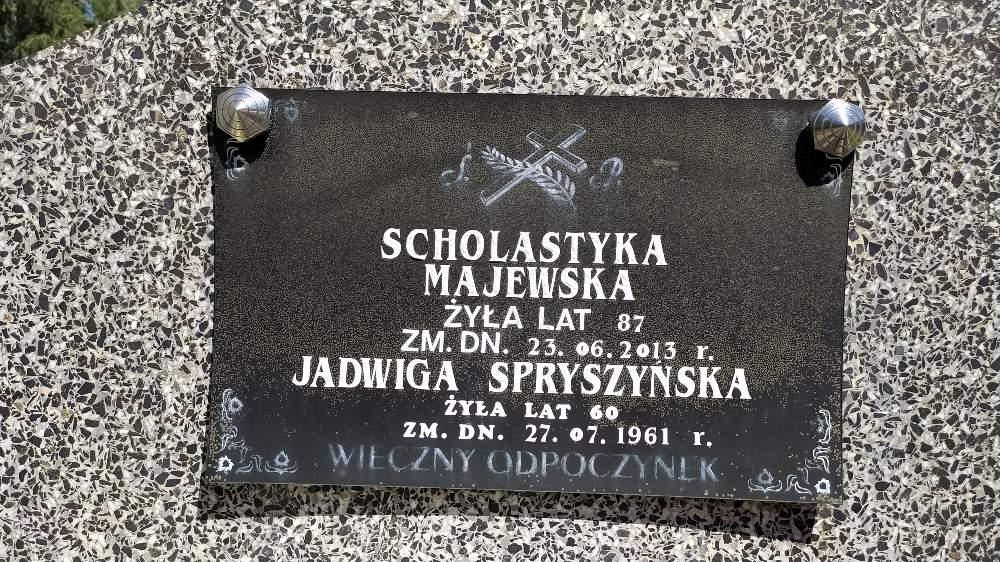 Ś. P.
SCHOLASTYKA
MAJEWSKA
ŻYŁA LAT 87
ZM. DN. 23. 06. 2013 r.
JADWIGA SPRYSZYŃSKA
ŻYŁA LAT 60
ZM. DN. 27. 07. 1961 r.
WIECZNY ODPOCZYNEK